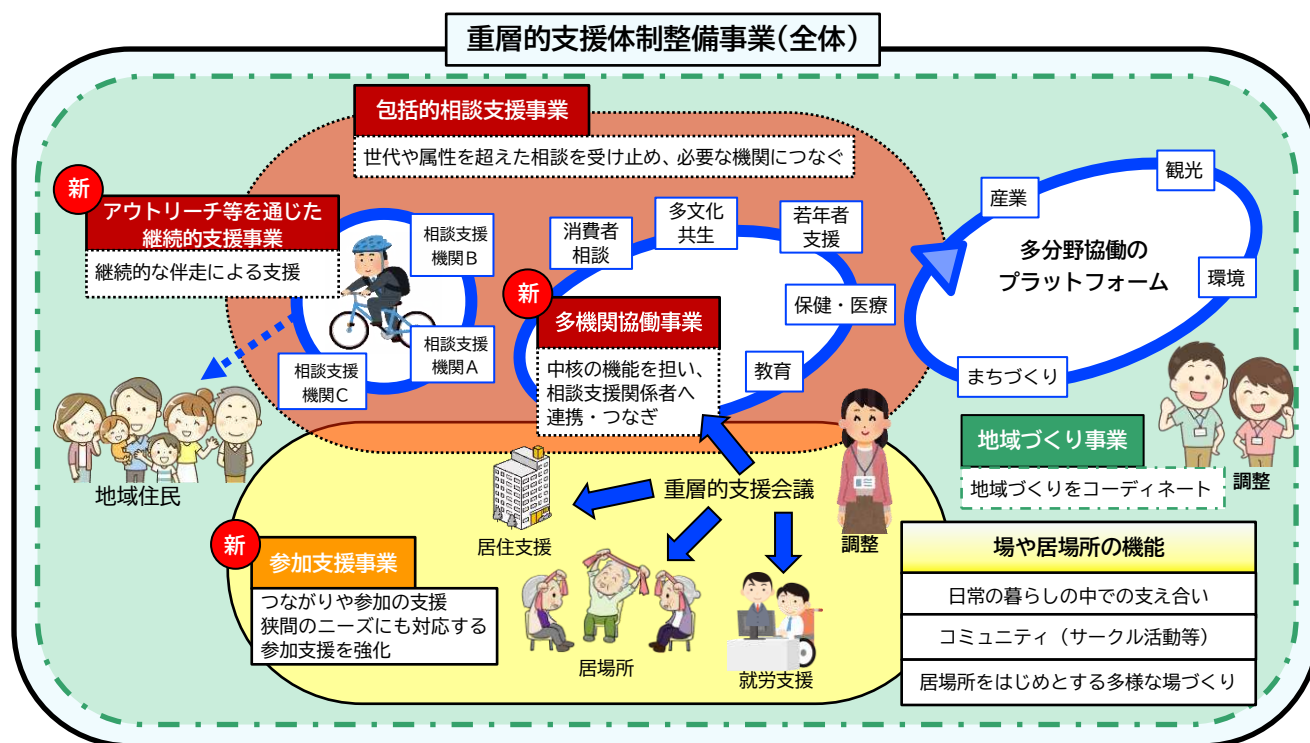 重層的支援体制整備事業(全体)
包括的相談支援事業
世代や属性を超えた相談を受け止め、必要な機関につなぐ
新
アウトリーチ等を通じた
継続的支援事業
継続的な伴走による支援
相談支援
機関B
相談支援
機関A
相談支援
機関C
地域住民
消費者
相談
多文化
共生
若年者
支援
保健・医療
教育
新
多機関協働事業
中核の機能を担い、
相談支援関係者へ
連携・つなぎ
産業
観光
環境
まちづくり
多分野協働の
プラットフォーム
地域づくり事業
地域づくりをコーディネート
調整
重層的支援会議
調整
居住支援
居場所
就労支援
新
参加支援事業
つながりや参加の支援
狭間のニーズにも対応する
参加支援を強化
場や居場所の機能
日常の暮らしの中での支え合い
コミュニティ（サークル活動等）
居場所をはじめとする多様な場づくり